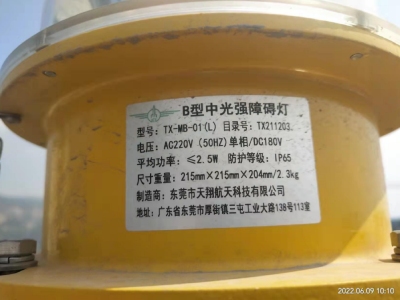 B型中光强障碍灯
型号: TX-MB-01(L) 目录号: TX211203
电压: AC220V (50HZ)单相/DC180V
平均功率: ≤2.5W 防护等级: IP65
尺寸重量: 215mm×215mm×204mm/2.3kg
制造商: 东莞市天翔航天科技有限公司
地址: 广东省东莞市厚街镇三屯工业大路138号113室
2022.06.09 10:10